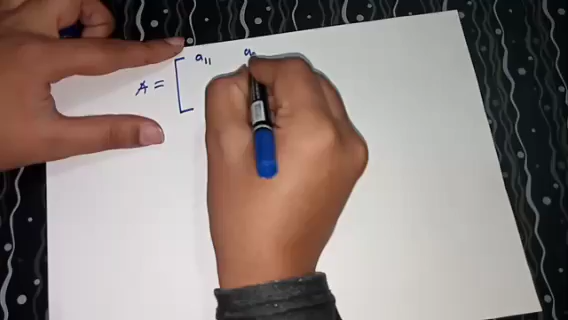 A = [ a₁₁ a